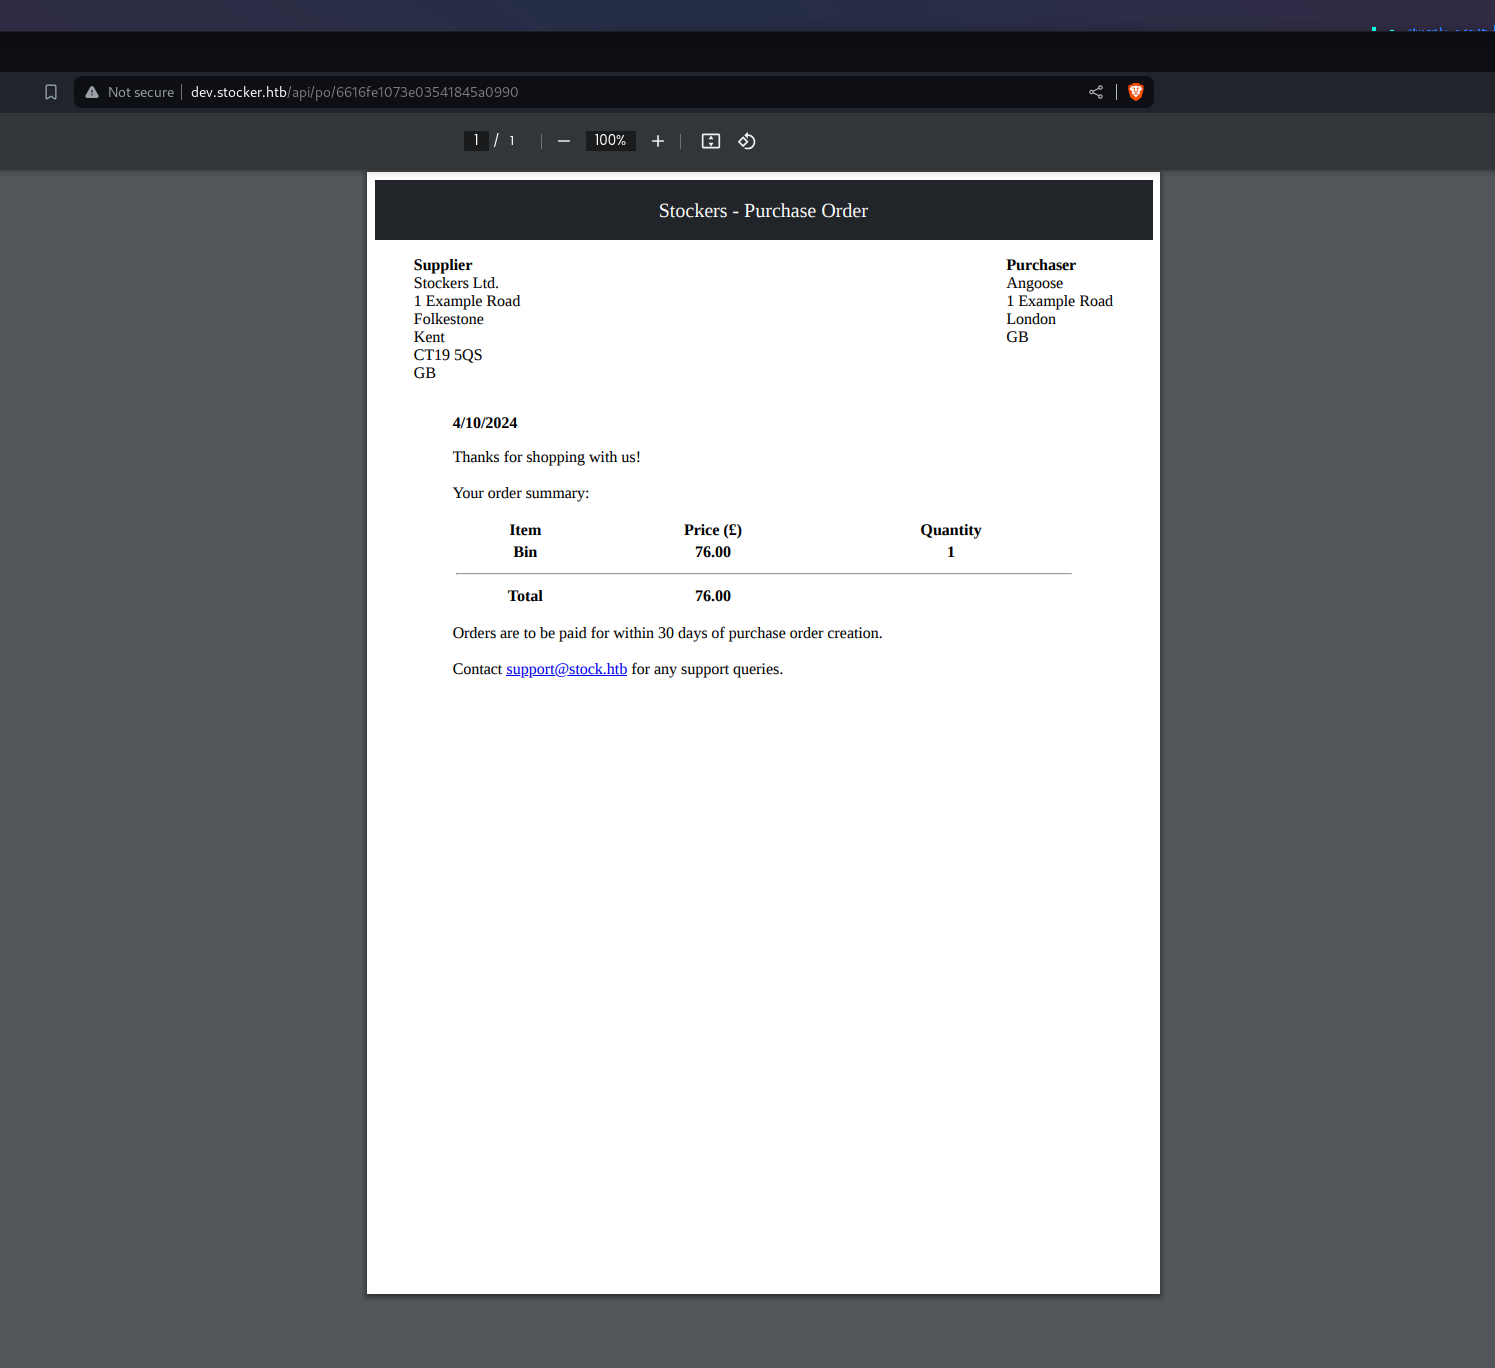 Not secure dev.stocker.htb/api/po/6616fe1073e03541845a0990
1 / 1 100%
Stockers - Purchase Order
Supplier
Stockers Ltd.
1 Example Road
Folkestone
Kent
CT19 5QS
GB
Purchaser
Angoose
1 Example Road
London
GB
4/10/2024
Thanks for shopping with us!
Your order summary:
Item Price (£) Quantity
Bin 76.00 1
Total 76.00
Orders are to be paid for within 30 days of purchase order creation.
Contact support@stock.htb for any support queries.